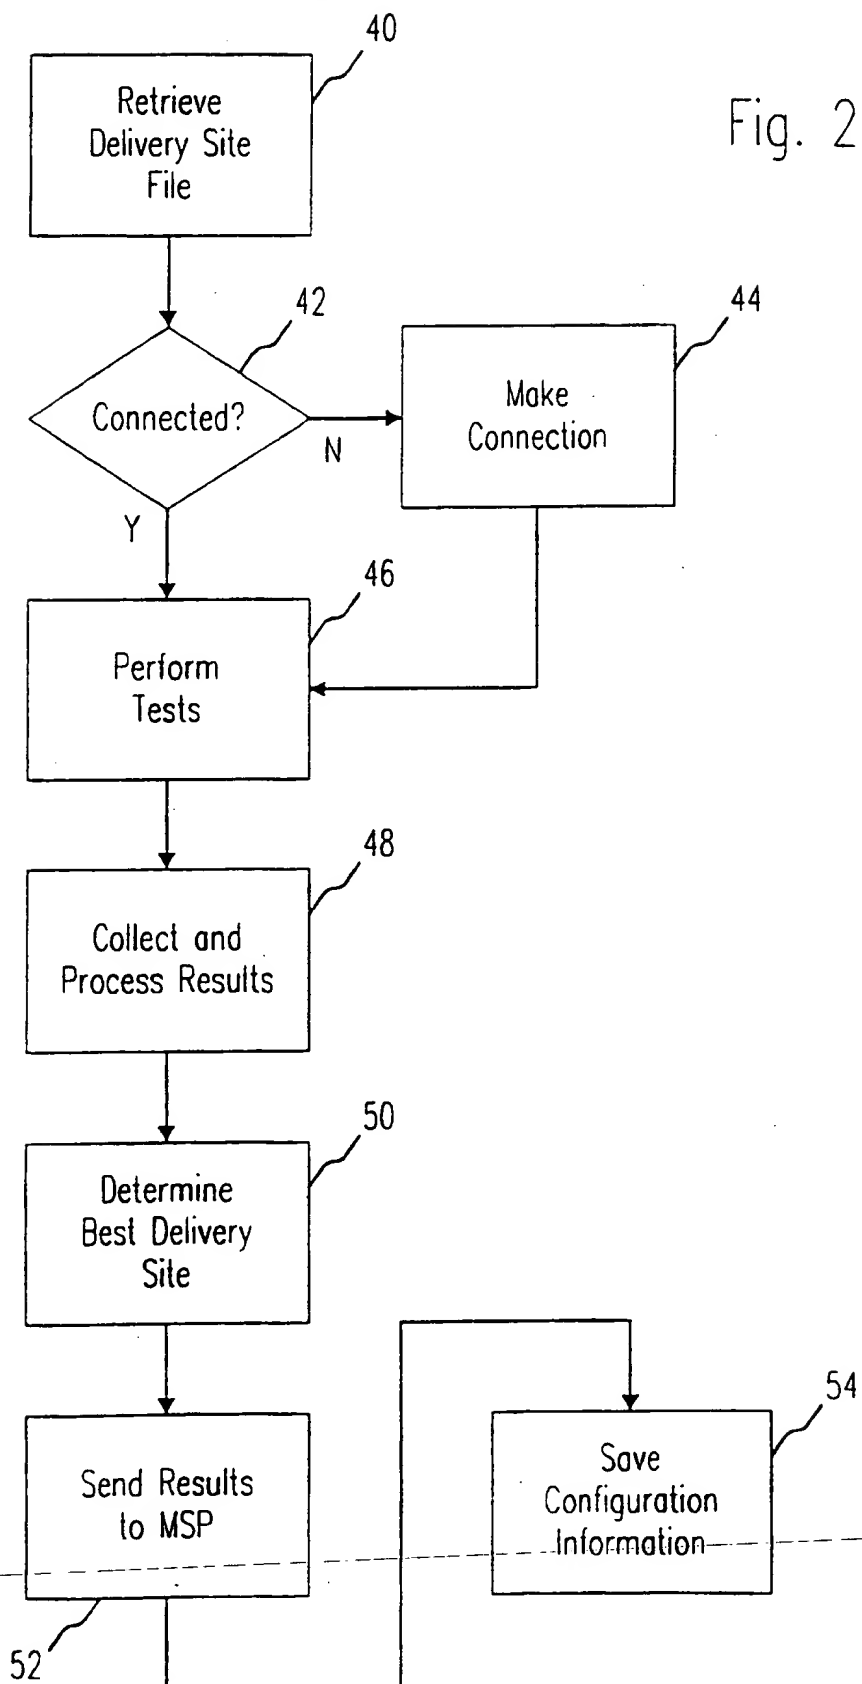 40
Retrieve
Delivery Site
File
Fig. 2
42
Connected?
N
Y
44
Make
Connection
46
Perform
Tests
48
Collect and
Process Results
50
Determine
Best Delivery
Site
Send Results
to MSP
52
54
Save
Configuration
Information